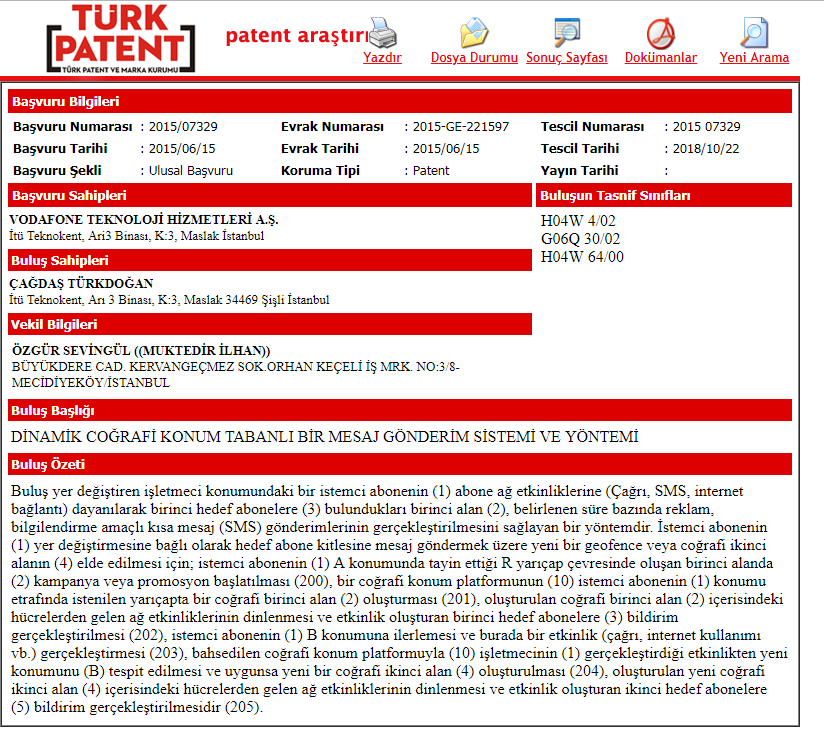 TÜRK
PATENT
TÜRK PATENT VE MARKA KURUMU
patent araştırı
Yazdır Dosya Durumu Sonuç Sayfası Dokümanlar Yeni Arama
Başvuru Bilgileri
Başvuru Numarası : 2015/07329 Evrak Numarası : 2015-GE-221597 Tescil Numarası : 2015 07329
Başvuru Tarihi : 2015/06/15 Evrak Tarihi : 2015/06/15 Tescil Tarihi : 2018/10/22
Başvuru Şekli : Ulusal Başvuru Koruma Tipi : Patent Yayın Tarihi :
Başvuru Sahipleri
VODAFONE TEKNOLOJİ HİZMETLERİ A.Ş.
İtü Teknokent, Ari3 Binası, K:3, Maslak İstanbul
Buluş Sahipleri
ÇAĞDAŞ TÜRKDOĞAN
İtü Teknokent, Arı 3 Binası, K:3, Maslak 34469 Şişli İstanbul
Vekil Bilgileri
ÖZGÜR SEVİNGÜL ((MUKTEDİR İLHAN))
BÜYÜKDERE CAD. KERVANGEÇMEZ SOK.ORHAN KEÇELİ İŞ MRK. NO:3/8-
MECİDİYEKÖY/İSTANBUL
Buluşun Tasnif Sınıfları
H04W 4/02
G06Q 30/02
H04W 64/00
Buluş Başlığı
DİNAMİK COĞRAFİ KONUM TABANLI BİR MESAJ GÖNDERİM SİSTEMİ VE YÖNTEMİ
Buluş Özeti
Buluş yer değiştiren işletmeci konumundaki bir istemci abonenin (1) abone ağ etkinliklerine (Çağrı, SMS, internet
bağlantı) dayanılarak birinci hedef abonelere (3) bulundukları birinci alan (2), belirlenen süre bazında reklam,
bilgilendirme amaçlı kısa mesaj (SMS) gönderimlerinin gerçekleştirilmesini sağlayan bir yöntemdir. İstemci abonenin
(1) yer değiştirmesine bağlı olarak hedef abone kitlesine mesaj göndermek üzere yeni bir geofence veya coğrafi ikinci
alanın (4) elde edilmesi için; istemci abonenin (1) A konumunda tayin ettiği R yarıçap çevresinde oluşan birinci alanda
(2) kampanya veya promosyon başlatılması (200), bir coğrafi konum platformunun (10) istemci abonenin (1) konumu
etrafında istenilen yarıçapta bir coğrafi birinci alan (2) oluşturması (201), oluşturulan coğrafi birinci alan (2) içerisindeki
hücrelerden gelen ağ etkinliklerinin dinlenmesi ve etkinlik oluşturan birinci hedef abonelere (3) bildirim
gerçekleştirilmesi (202), istemci abonenin (1) B konumuna ilerlemesi ve burada bir etkinlik (çağrı, internet kullanımı
vb.) gerçekleştirmesi (203), bahsedilen coğrafi konum platformuyla (10) işletmecinin (1) gerçekleştirdiği etkinlikten yeni
konumunu (B) tespit edilmesi ve uygunsa yeni bir coğrafi ikinci alan (4) oluşturulması (204), oluşturulan yeni coğrafi
ikinci alan (4) içerisindeki hücrelerden gelen ağ etkinliklerinin dinlenmesi ve etkinlik oluşturan ikinci hedef abonelere
(5) bildirim gerçekleştirilmesidir (205).